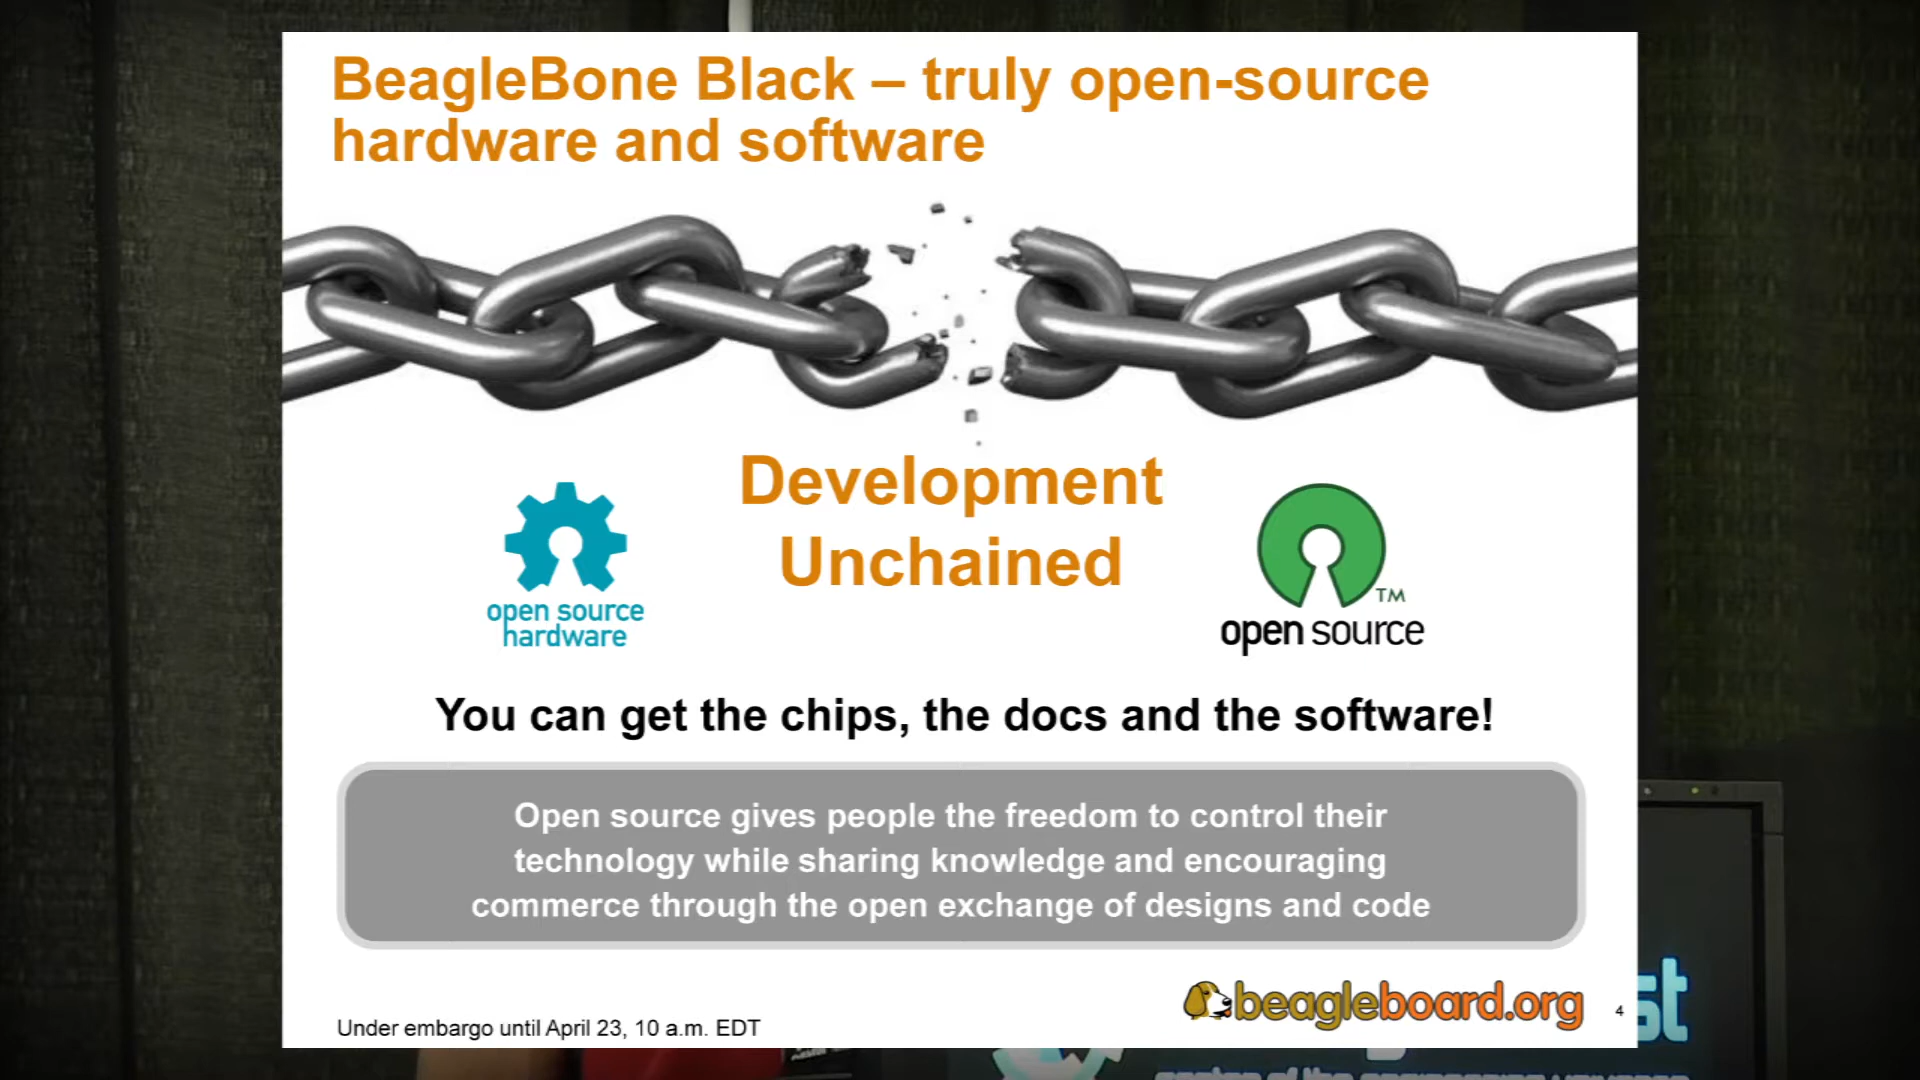 BeagleBone Black – truly open-source
hardware and software
Development
Unchained
open source
hardware
TM
open source
You can get the chips, the docs and the software!
Open source gives people the freedom to control their
technology while sharing knowledge and encouraging
commerce through the open exchange of designs and code
beagleboard.org
4
Under embargo until April 23, 10 a.m. EDT